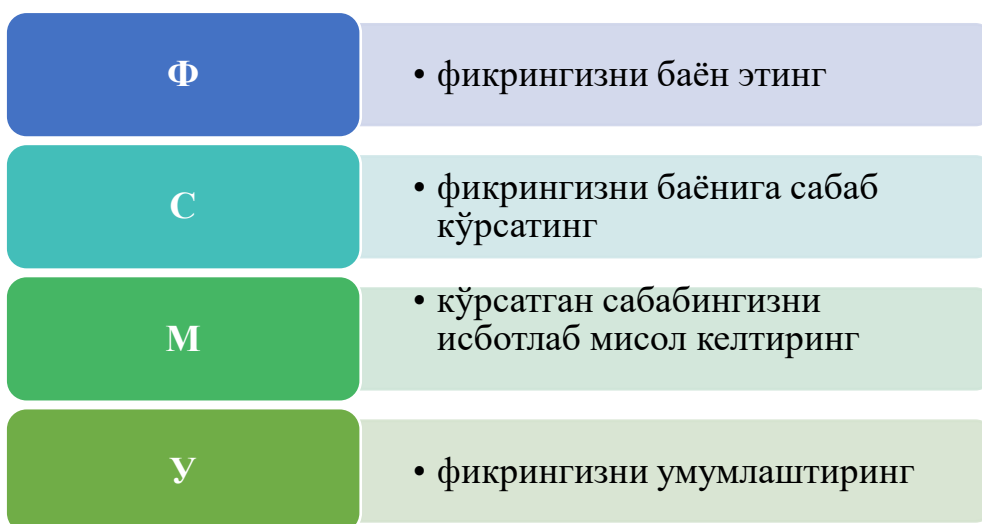 Ф
• фикрингизни баён этинг
С
• фикрингизни баёнига сабаб
кўрсатинг
М
• кўрсатган сабабингизни
исботлаб мисол келтиринг
У
• фикрингизни умумлаштиринг